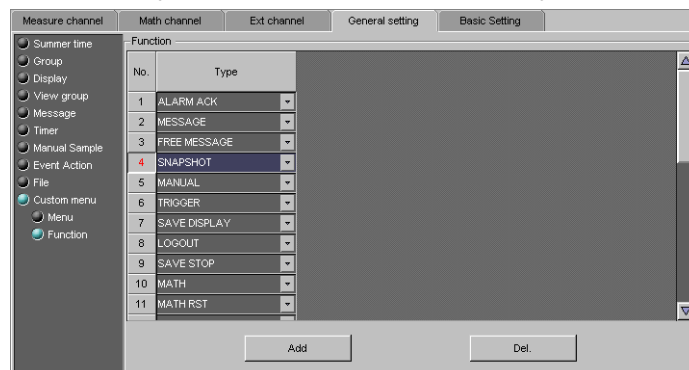 Measure channel Math channel Ext channel General setting Basic Setting
Summer time
Group
Display
View group
Message
Timer
Manual Sample
Event Action
File
Custom menu
Menu
Function
Function
No. Type
1 ALARM ACK
2 MESSAGE
3 FREE MESSAGE
4 SNAPSHOT
5 MANUAL
6 TRIGGER
7 SAVE DISPLAY
8 LOGOUT
9 SAVE STOP
10 MATH
11 MATH RST
Add Del.